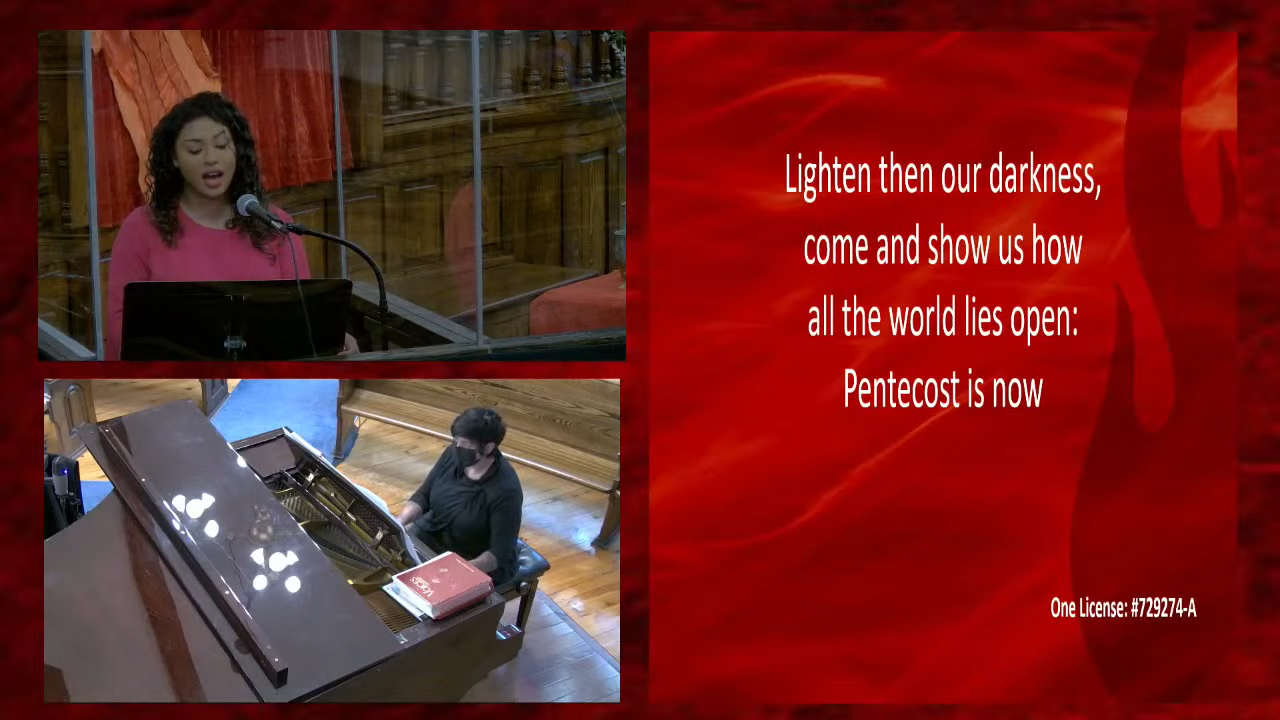 Lighten then our darkness,
come and show us how
all the world lies open:
Pentecost is now
One License: #729274-A
Voices